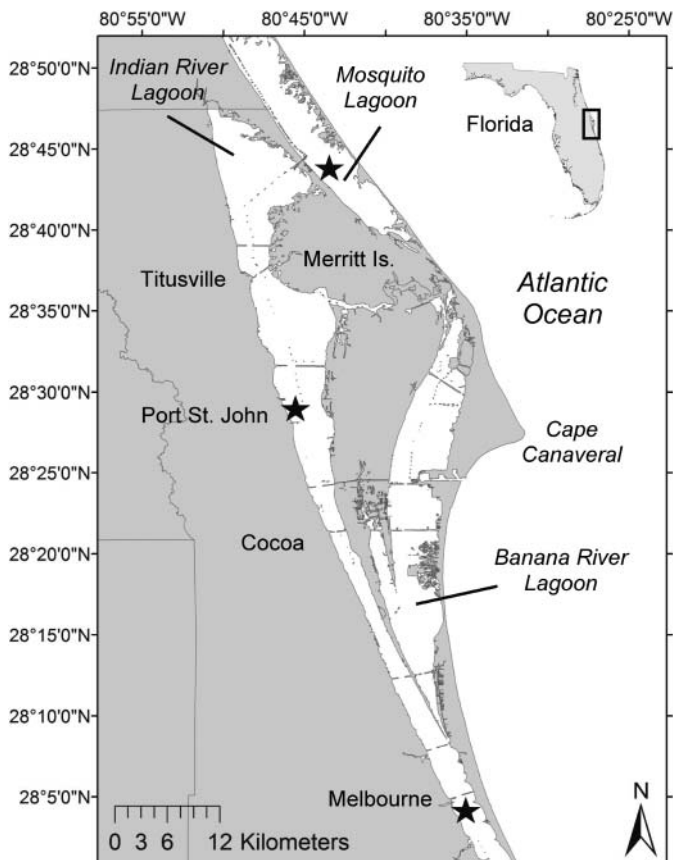 80°55'0"W 80°45'0"W 80°35'0"W 80°25'0"W
28°50'0"N
28°45'0"N
28°40'0"N
28°35'0"N
28°30'0"N
28°25'0"N
28°20'0"N
28°15'0"N
28°10'0"N
28°5'0"N
Indian River
Lagoon
Mosquito
Lagoon
Florida
Merritt Is.
Titusville
Atlantic
Ocean
Port St. John
Cape
Canaveral
Cocoa
Banana River
Lagoon
Melbourne
N
0 3 6 12 Kilometers